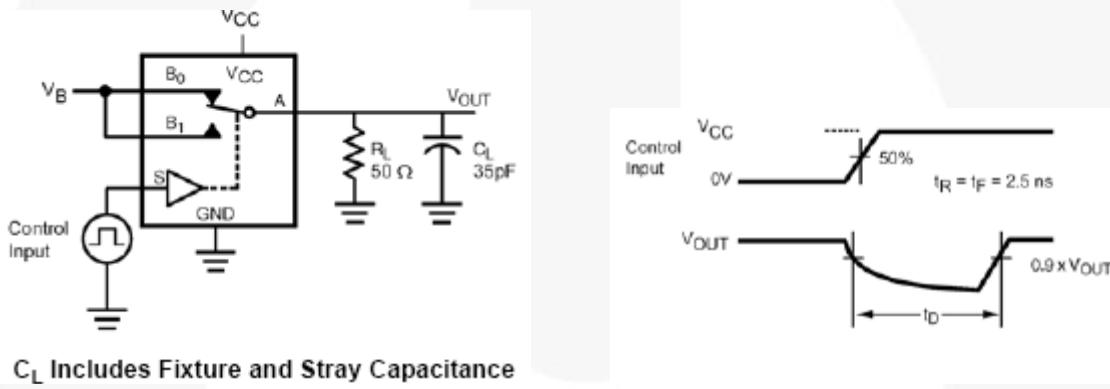 VCC
VCC
VB
B0
B1
A
VOUT
RL
50 Ω
CL
35pF
S
GND
Control
Input
CL Includes Fixture and Stray Capacitance
Control
Input
VCC
0V
50%
tR = tF = 2.5 ns
VOUT
0.9 x VOUT
tD